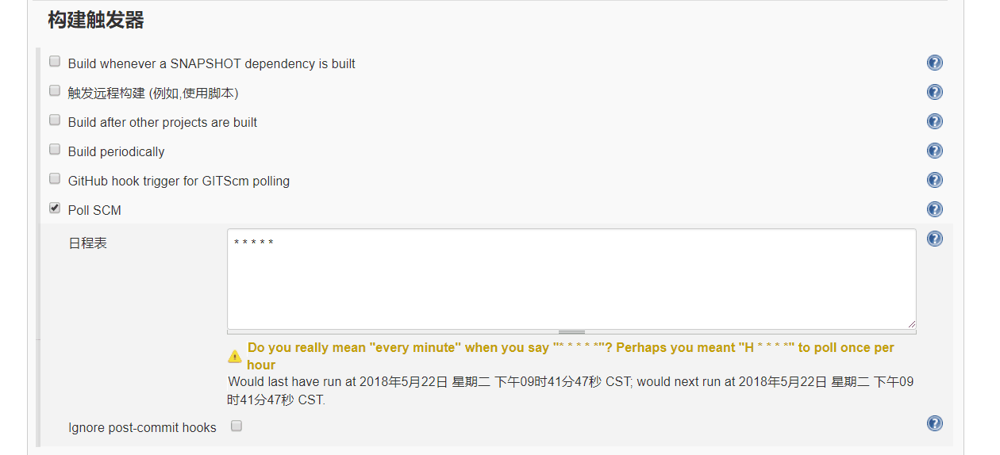 构建触发器
Build whenever a SNAPSHOT dependency is built
触发远程构建 (例如,使用脚本)
Build after other projects are built
Build periodically
GitHub hook trigger for GITScm polling
Poll SCM
日程表
* * * * *
Do you really mean "every minute" when you say "* * * * *"? Perhaps you meant "H * * * *" to poll once per
hour
Would last have run at 2018年5月22日 星期二 下午09时41分47秒 CST; would next run at 2018年5月22日 星期二 下午09
时41分47秒 CST.
Ignore post-commit hooks